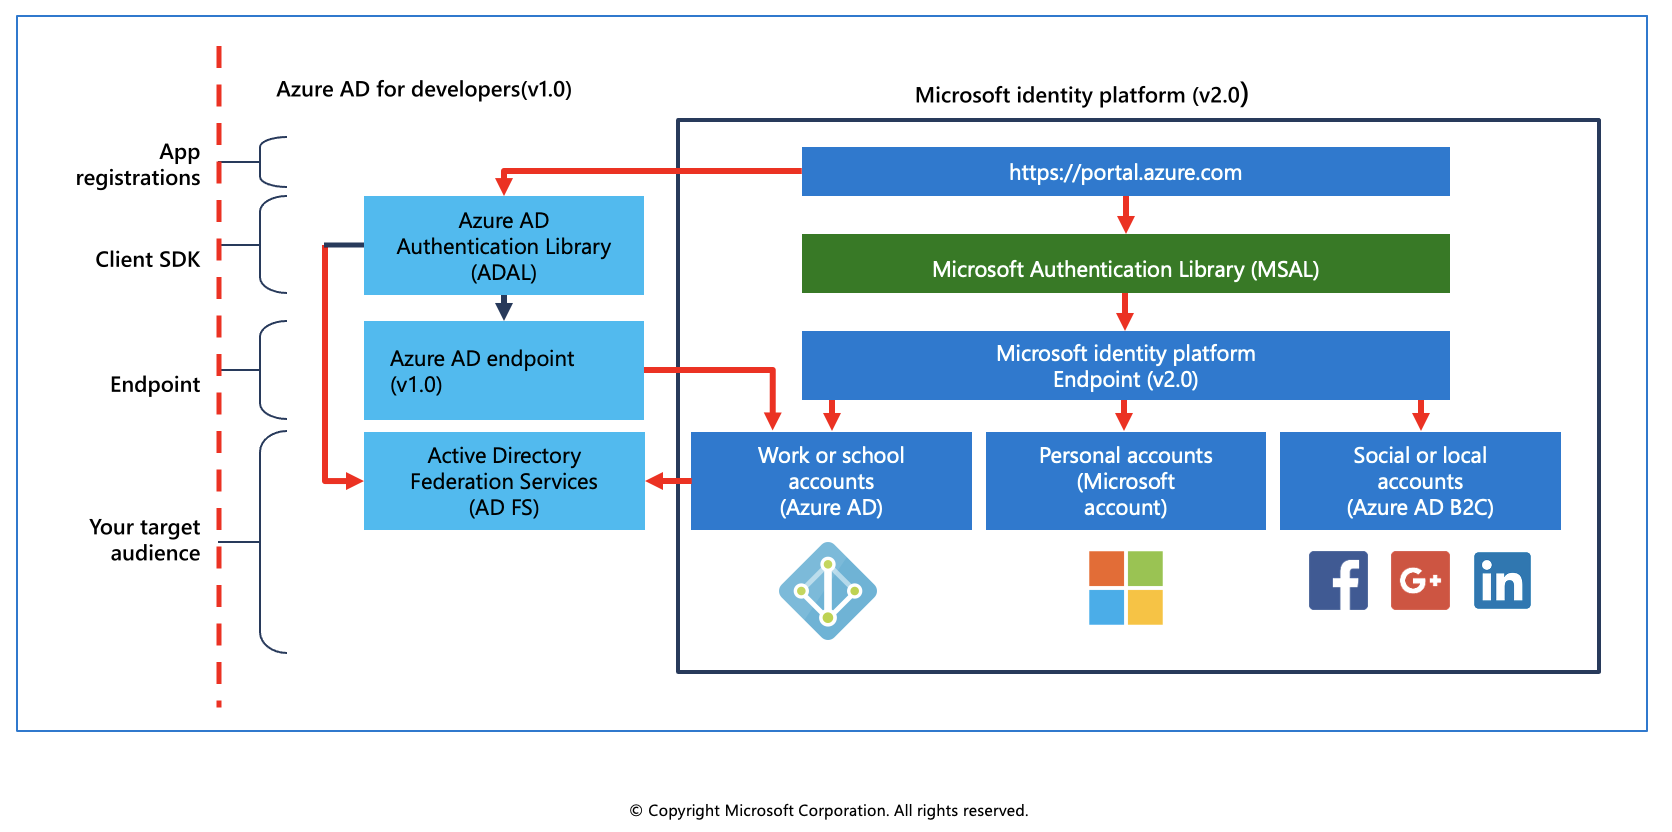 Azure AD for developers(v1.0)
Microsoft identity platform (v2.0)
App
registrations
https://portal.azure.com
Client SDK
Azure AD
Authentication Library
(ADAL)
Microsoft Authentication Library (MSAL)
Endpoint
Azure AD endpoint
(v1.0)
Microsoft identity platform
Endpoint (v2.0)
Your target
audience
Active Directory
Federation Services
(AD FS)
Work or school
accounts
(Azure AD)
Personal accounts
(Microsoft
account)
Social or local
accounts
(Azure AD B2C)
f
G+
in
© Copyright Microsoft Corporation. All rights reserved.